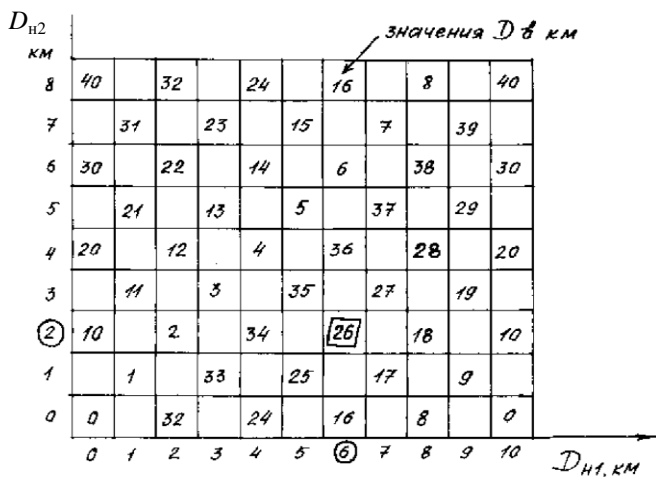 Dн2
км
значения D в км
8 40 32 24 16 8 40
7 31 23 15 7 39
6 30 22 14 6 38 30
5 21 13 5 37 29
4 20 12 4 36 28 20
3 11 3 35 27 19
2 10 2 34 26 18 10
1 1 33 25 17 9
0 0 32 24 16 8 0
0 1 2 3 4 5 6 7 8 9 10
Dн1, км